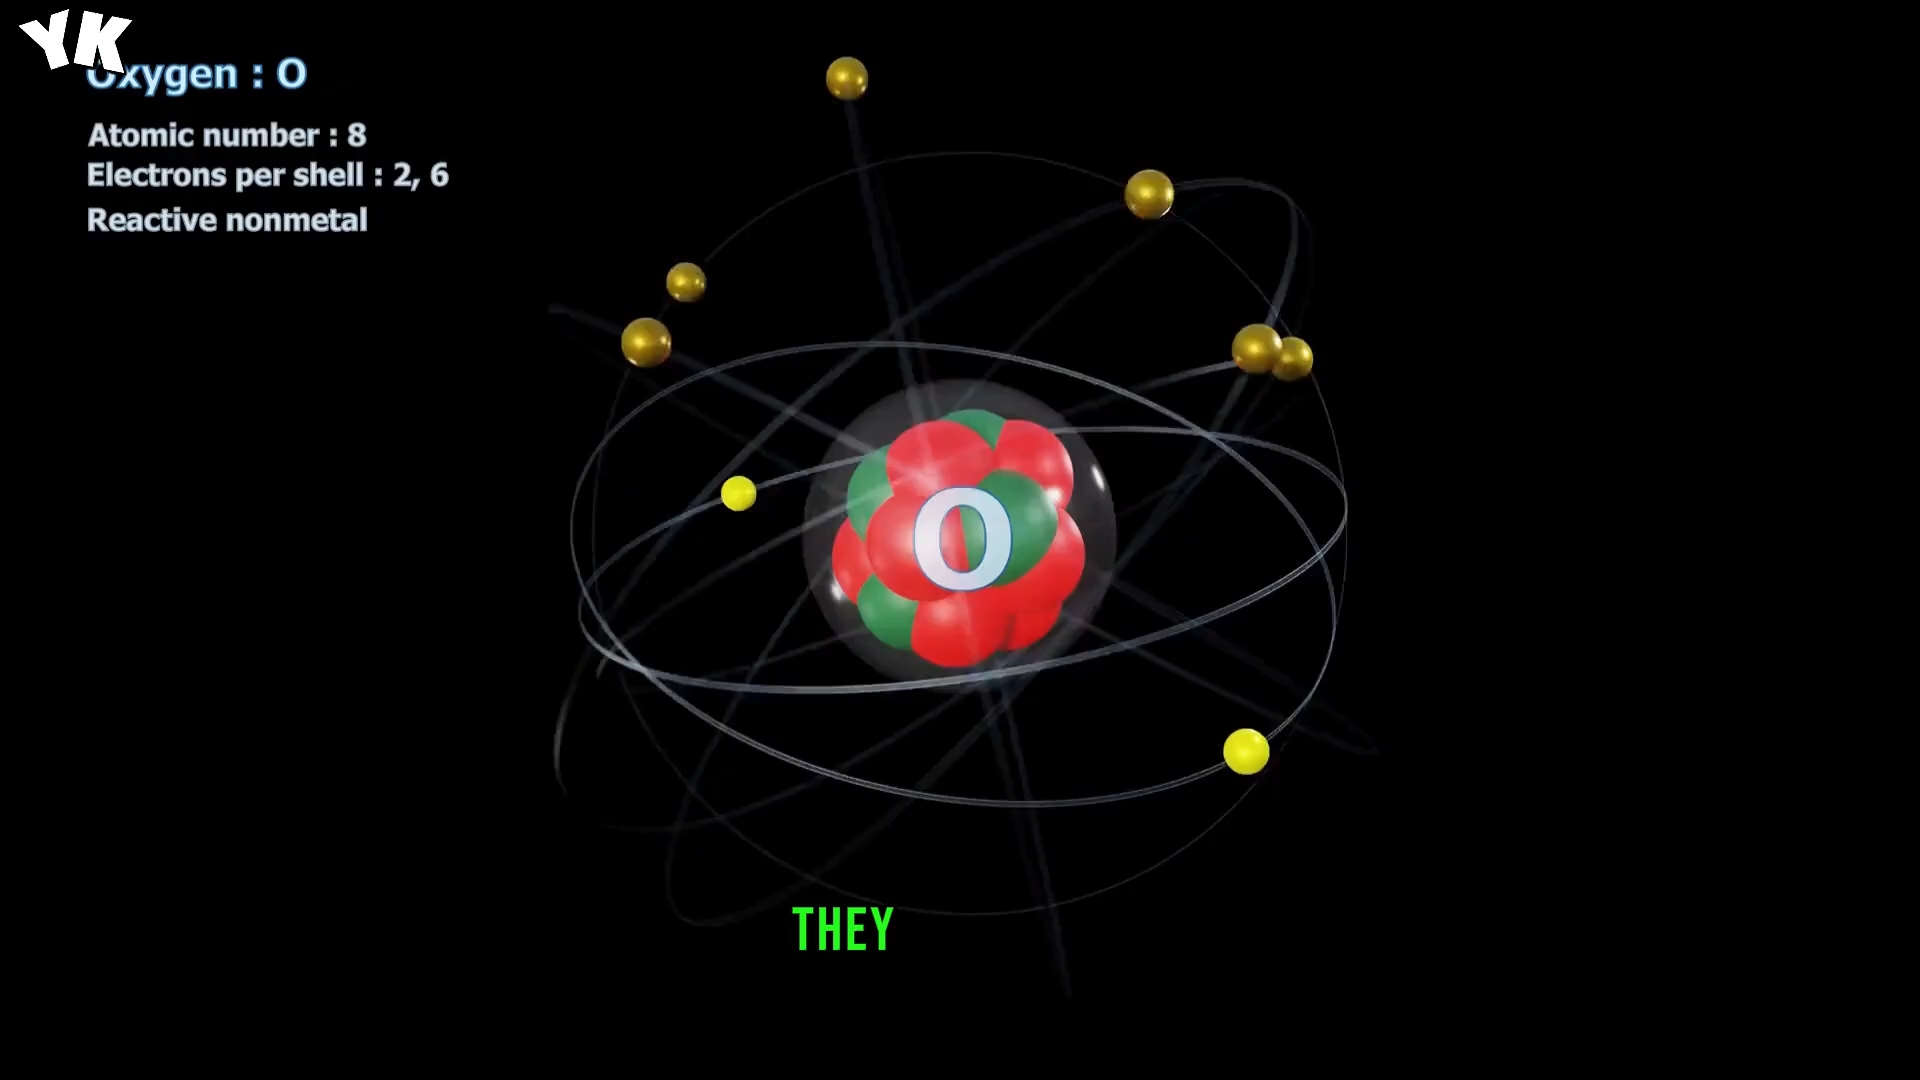 YK
Oxygen : O
Atomic number : 8
Electrons per shell : 2, 6
Reactive nonmetal
O
THEY